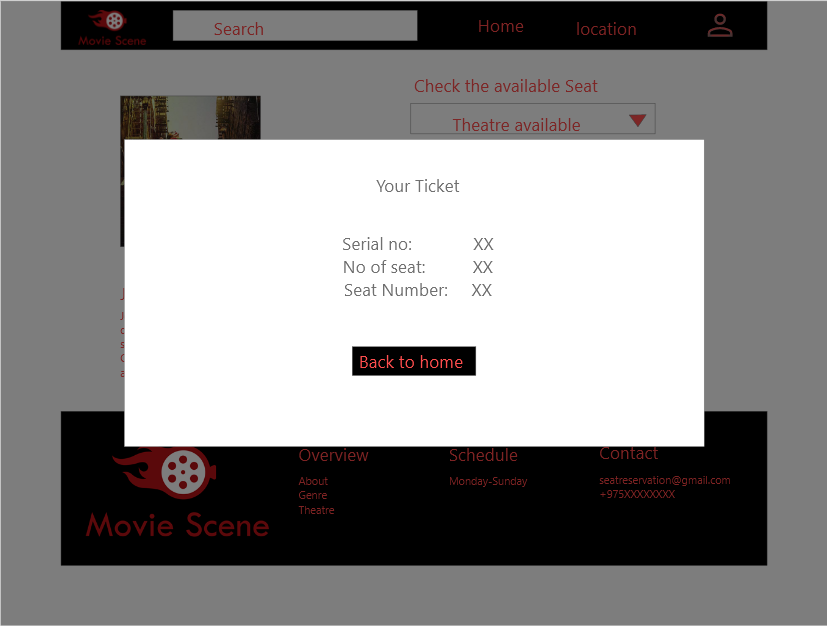 Movie Scene
Search
Home
location
Check the available Seat
Theatre available
Your Ticket
Serial no: XX
No of seat: XX
Seat Number: XX
Back to home
Movie Scene
Overview
About
Genre
Theatre
Schedule
Monday-Sunday
Contact
seatreservation@gmail.com
+975XXXXXXXX